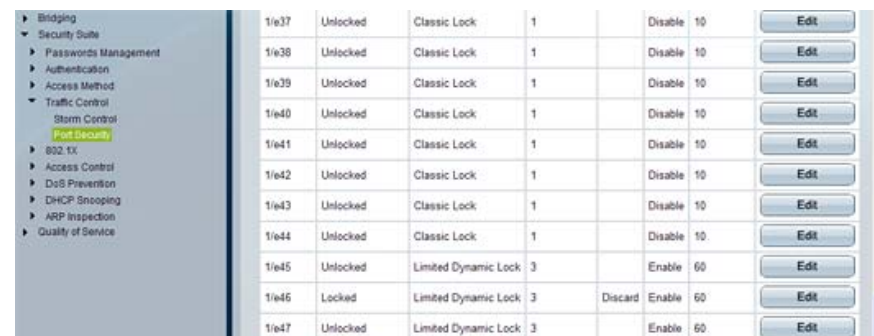 Bridging
Security Suite
Passwords Management
Authentication
Access Method
Traffic Control
Storm Control
Port Security
802.1X
Access Control
DoS Prevention
DHCP Snooping
ARP Inspection
Quality of Service
1/e37 Unlocked Classic Lock 1 Disable 10 Edit
1/e38 Unlocked Classic Lock 1 Disable 10 Edit
1/e39 Unlocked Classic Lock 1 Disable 10 Edit
1/e40 Unlocked Classic Lock 1 Disable 10 Edit
1/e41 Unlocked Classic Lock 1 Disable 10 Edit
1/e42 Unlocked Classic Lock 1 Disable 10 Edit
1/e43 Unlocked Classic Lock 1 Disable 10 Edit
1/e44 Unlocked Classic Lock 1 Disable 10 Edit
1/e45 Unlocked Limited Dynamic Lock 3 Enable 60 Edit
1/e46 Locked Limited Dynamic Lock 3 Discard Enable 60 Edit
1/e47 Unlocked Limited Dynamic Lock 3 Enable 60 Edit